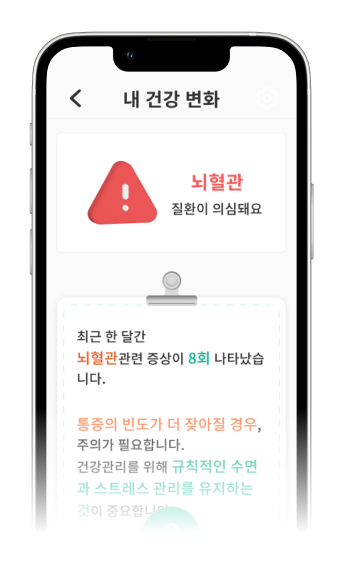 내 건강 변화
뇌혈관
질환이 의심돼요
최근 한 달간
뇌혈관관련 증상이 8회 나타났습
니다.
통증의 빈도가 더 잦아질 경우,
주의가 필요합니다.
건강관리를 위해 규칙적인 수면
과 스트레스 관리를 유지하는
것이 중요합니다